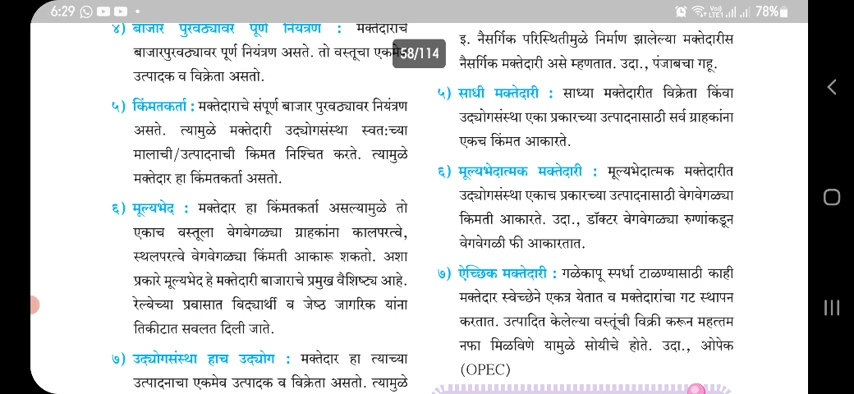 6:29
78%
४) बाजार पुरवठ्यावर पूर्ण नियंत्रण : मक्तेदाराचे
बाजारपुरवठ्यावर पूर्ण नियंत्रण असते. तो वस्तूचा
उत्पादक व विक्रेता असतो.
५) किंमतकर्ता : मक्तेदाराचे संपूर्ण बाजार पुरवठ्यावर नियंत्रण
असते. त्यामुळे मक्तेदारी उद्योगसंस्था स्वत:च्या
मालाची/उत्पादनाची किमत निश्चित करते. त्यामुळे
मक्तेदार हा किंमतकर्ता असतो.
६) मूल्यभेद : मक्तेदार हा किंमतकर्ता असल्यामुळे तो
एकाच वस्तूला वेगवेगळ्या ग्राहकांना कालपरत्वे,
स्थलपरत्वे वेगवेगळ्या किंमती आकारू शकतो. अशा
प्रकारे मूल्यभेद हे मक्तेदारी बाजाराचे प्रमुख वैशिष्ट्य आहे.
रेल्वेच्या प्रवासात विद्यार्थी व जेष्ठ नागरिक यांना
तिकीटात सवलत दिली जाते.
७) उद्योगसंस्था हाच उद्योग : मक्तेदार हा त्याच्या
उत्पादनाचा एकमेव उत्पादक व विक्रेता असतो. त्यामुळे
58/114
इ. नैसर्गिक परिस्थितीमुळे निर्माण झालेल्या मक्तेदारीस
नैसर्गिक मक्तेदारी असे म्हणतात. उदा., पंजाबचा गहू.
५) साधी मक्तेदारी : साध्या मक्तेदारीत विक्रेता किंवा
उद्योगसंस्था एका प्रकारच्या उत्पादनासाठी सर्व ग्राहकांना
एकच किंमत आकारते.
६) मूल्यभेदात्मक मक्तेदारी : मूल्यभेदात्मक मक्तेदारीत
उद्योगसंस्था एकाच प्रकारच्या उत्पादनासाठी वेगवेगळ्या
किमती आकारते. उदा., डॉक्टर वेगवेगळ्या रुग्णांकडून
वेगवेगळी फी आकारतात.
७) ऐच्छिक मक्तेदारी : गळेकापू स्पर्धा टाळण्यासाठी काही
मक्तेदार स्वेच्छेने एकत्र येतात व मक्तेदारांचा गट स्थापन
करतात. उत्पादित केलेल्या वस्तूंची विक्री करून महत्तम
नफा मिळविणे यामुळे सोयीचे होते. उदा., ओपेक
(OPEC)